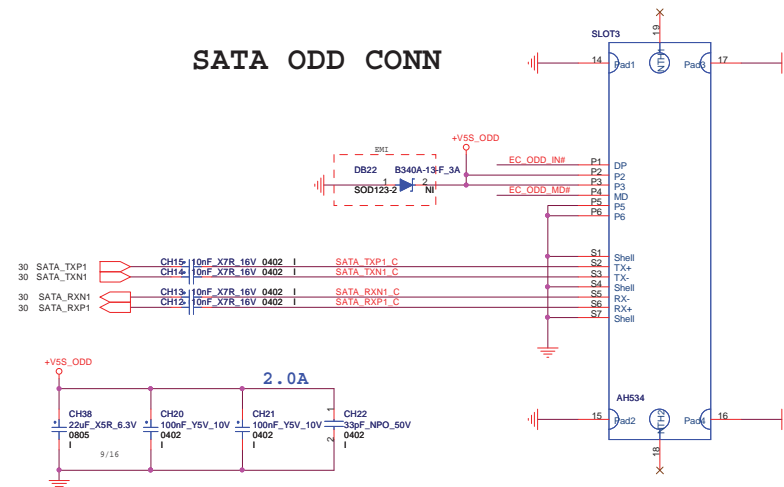 SATA ODD CONN
SLOT3
19
14 Pad1 NTH1 Pad3 17
+V5S_ODD
EMI
DB22 B340A-13-F_3A
1 2
SOD123-2 NI
EC_ODD_IN# P1 DP
P2 P2
P3 P3
EC_ODD_MD# P4 MD
P5 P5
P6 P6
S1 Shell
30 SATA_TXP1 CH15 10nF_X7R_16V 0402 I SATA_TXP1_C S2 TX+
30 SATA_TXN1 CH14 10nF_X7R_16V 0402 I SATA_TXN1_C S3 TX-
S4 Shell
30 SATA_RXN1 CH13 10nF_X7R_16V 0402 I SATA_RXN1_C S5 RX-
30 SATA_RXP1 CH12 10nF_X7R_16V 0402 I SATA_RXP1_C S6 RX+
S7 Shell
+V5S_ODD
2.0A
AH534
CH38 CH20 CH21 1 CH22
22uF_X5R_6.3V 100nF_Y5V_10V 100nF_Y5V_10V 33pF_NPO_50V
0805 0402 0402 2 0402
I I I I
9/16
15 Pad2 NTH2 Pad4 16
18